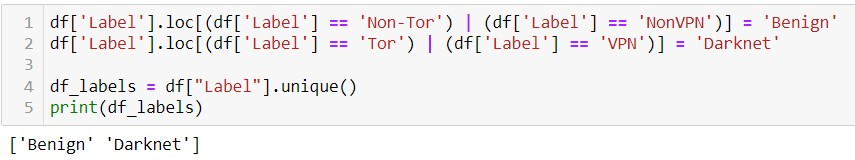 1 df['Label'].loc[(df['Label'] == 'Non-Tor') | (df['Label'] == 'NonVPN')] = 'Benign'
2 df['Label'].loc[(df['Label'] == 'Tor') | (df['Label'] == 'VPN')] = 'Darknet'
3
4 df_labels = df["Label"].unique()
5 print(df_labels)
['Benign' 'Darknet']